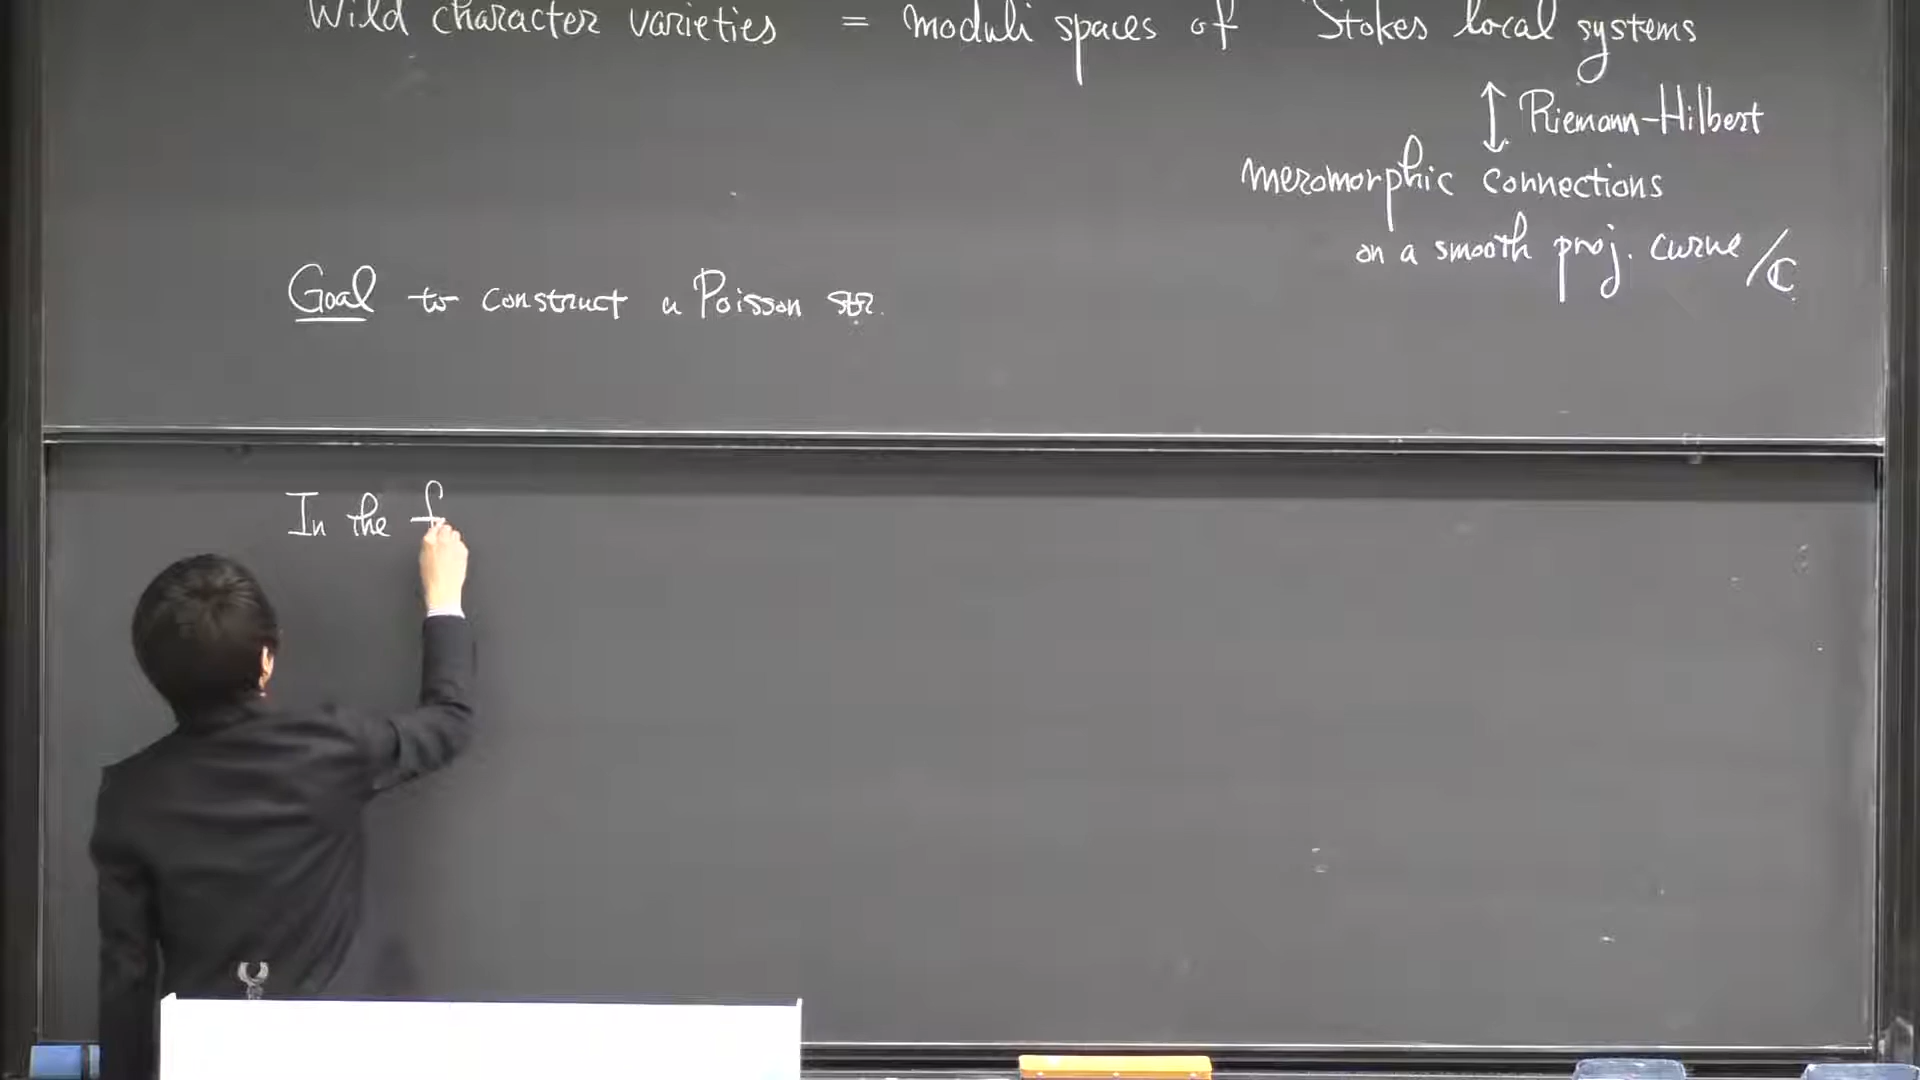 Wild character varieties = moduli spaces of Stokes local systems
↕ Riemann-Hilbert
meromorphic connections
on a smooth proj. curve / ℂ
Goal to construct a Poisson str.
In the f